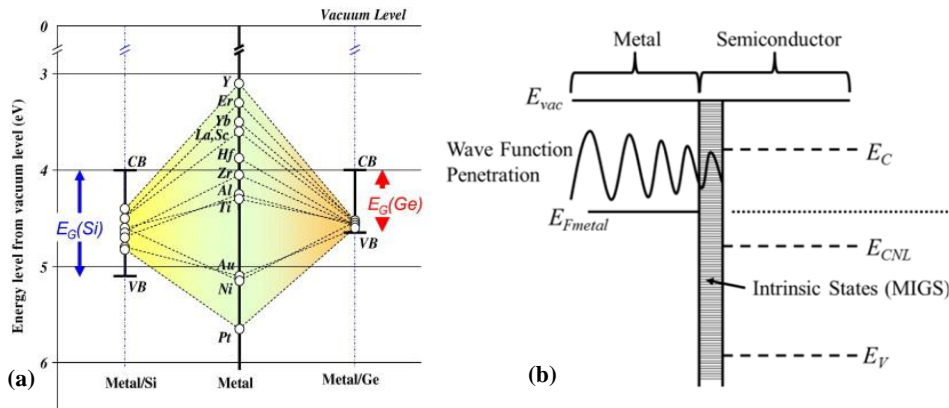 Vacuum Level
0
3
4
5
6
Energy level from vacuum level (eV)
CB
E_G(Si)
VB
Y
Er
Yb
La,Sc
Hf
Zr
Al
Ti
Au
Ni
Pt
CB
E_G(Ge)
VB
(a)
Metal/Si
Metal
Metal/Ge
Metal
Semiconductor
E_vac
Wave Function
Penetration
E_Fmetal
E_C
E_CNL
Intrinsic States (MIGS)
E_V
(b)